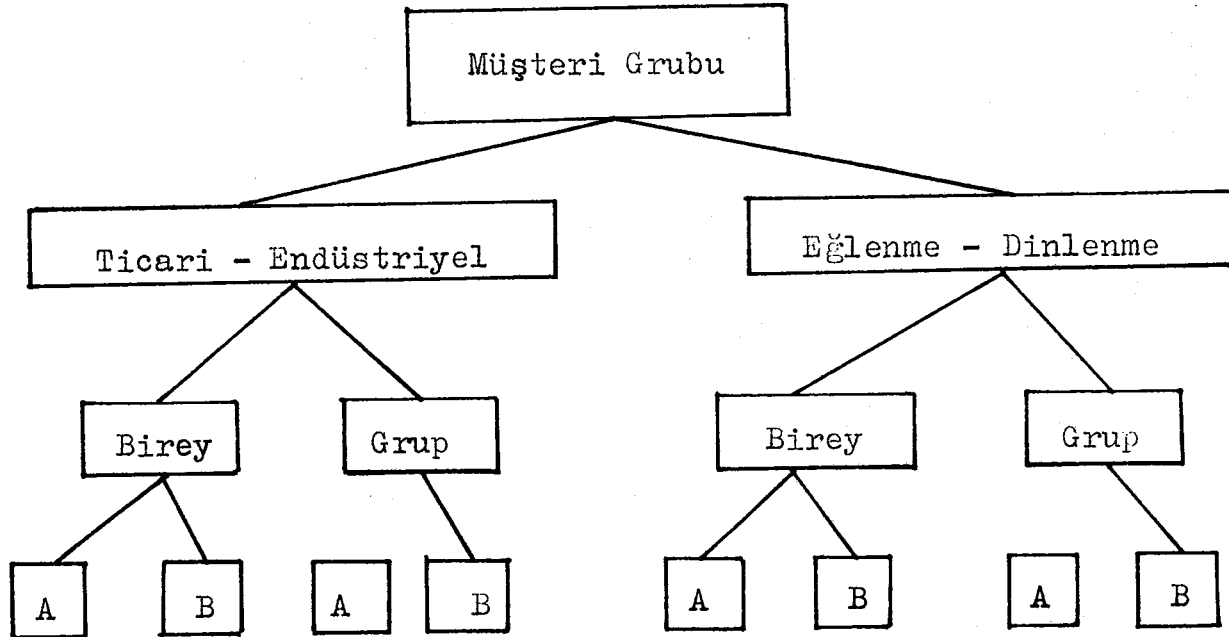 Müşteri Grubu
Ticari - Endüstriyel
Eğlenme - Dinlenme
Birey
Grup
Birey
Grup
A
B
A
B
A
B
A
B